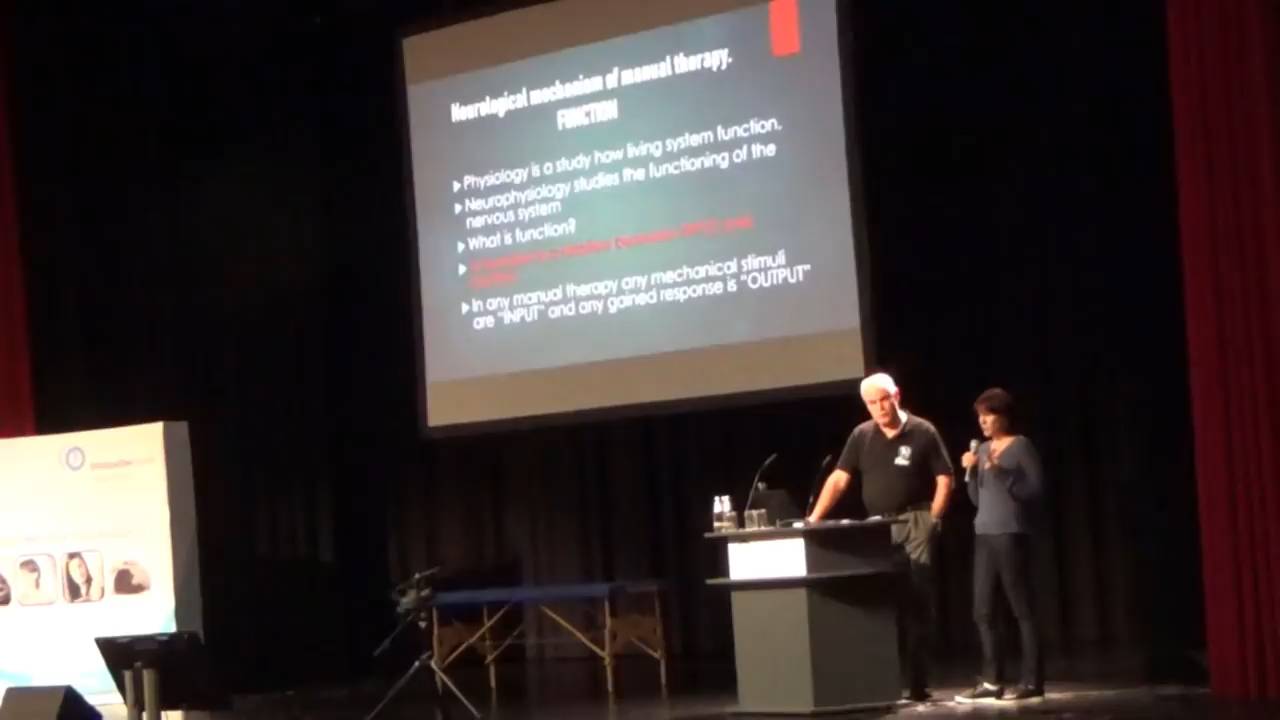 Neurological mechanism of manual therapy.
FUNCTION
Physiology is a study how living system function,
Neurophysiology studies the functioning of the
nervous system
What is function?
In any manual therapy any mechanical stimuli
are "INPUT" and any gained response is "OUTPUT"